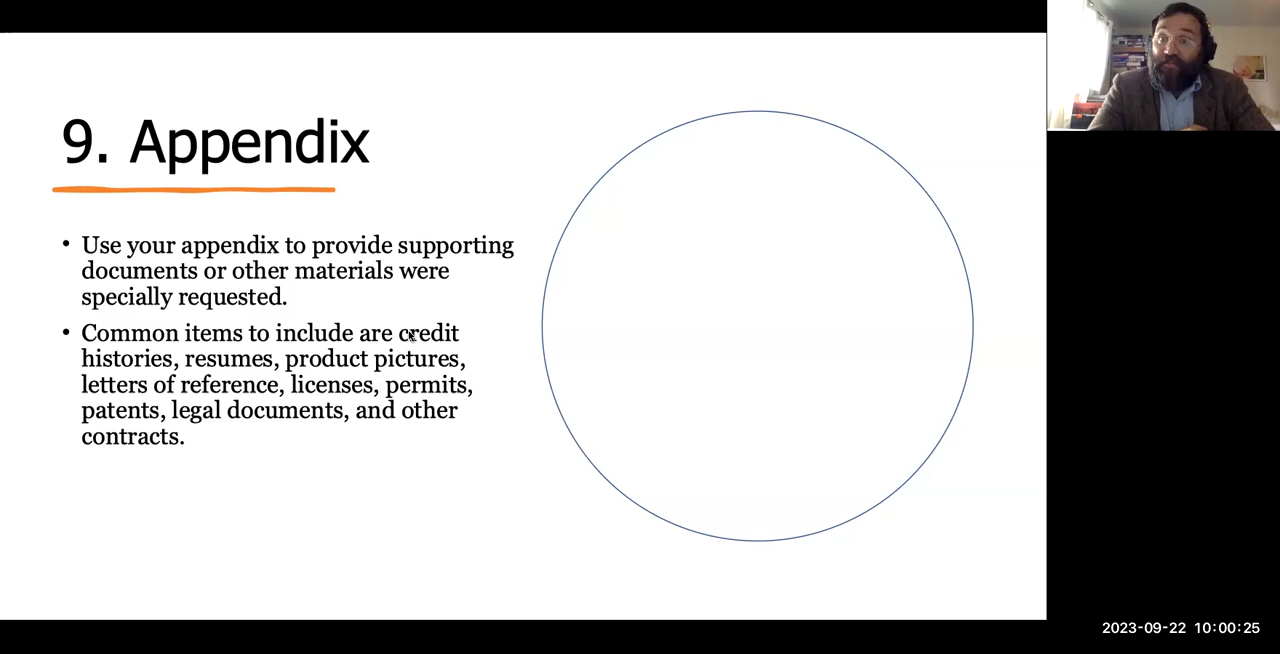 9. Appendix
• Use your appendix to provide supporting
documents or other materials were
specially requested.
• Common items to include are credit
histories, resumes, product pictures,
letters of reference, licenses, permits,
patents, legal documents, and other
contracts.
2023-09-22 10:00:25